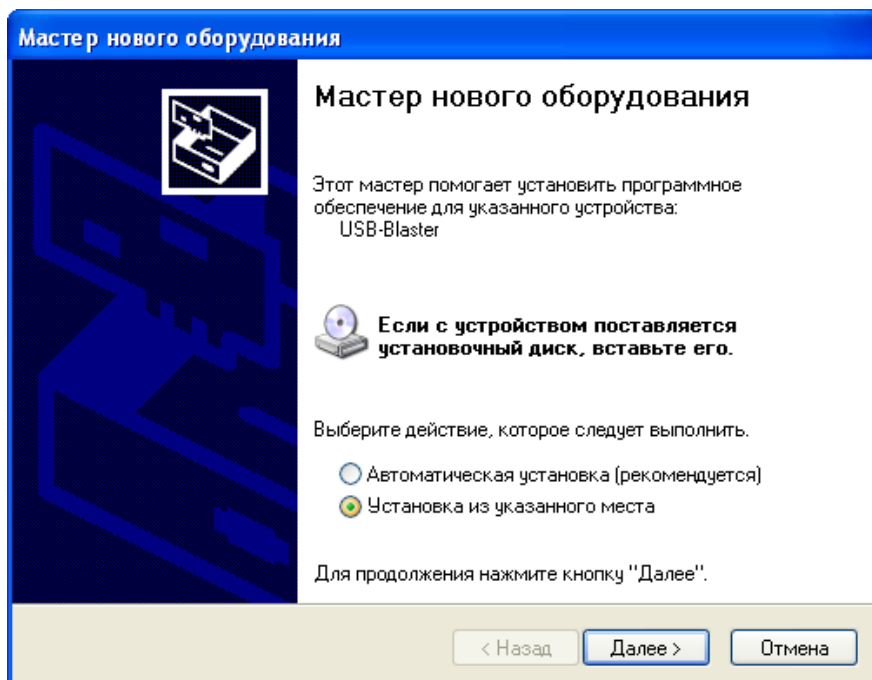 Мастер нового оборудования
Мастер нового оборудования
Этот мастер помогает установить программное
обеспечение для указанного устройства:
USB-Blaster
Если с устройством поставляется
установочный диск, вставьте его.
Выберите действие, которое следует выполнить.
Автоматическая установка (рекомендуется)
Установка из указанного места
Для продолжения нажмите кнопку "Далее".
< Назад Далее > Отмена